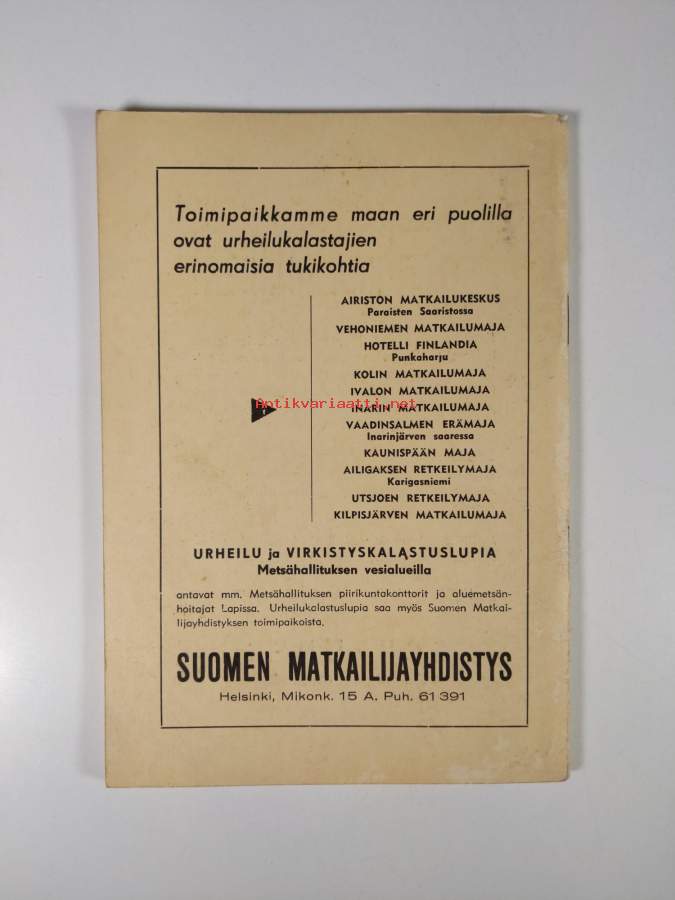 Toimipaikkamme maan eri puolilla
ovat urheilukalastajien
erinomaisia tukikohtia
AIRISTON MATKAILUKESKUS
Paraisten Saaristossa
VEHONIEMEN MATKAILUMAJA
HOTELLI FINLANDIA
Punkaharju
KOLIN MATKAILUMAJA
IVALON MATKAILUMAJA
Antikvariaatti.net
INARIN MATKAILUMAJA
VAADINSALMEN ERÄMAJA
Inarinjärven saaressa
KAUNISPÄÄN MAJA
AILIGAKSEN RETKEILYMAJA
Karigasniemi
UTSJOEN RETKEILYMAJA
KILPISJÄRVEN MATKAILUMAJA
URHEILU ja VIRKISTYSKALASTUSLUPIA
Metsähallituksen vesialueilla
antavat mm. Metsähallituksen piirikuntakonttorit ja aluemetsän-
hoitajat Lapissa. Urheilukalastuslupia saa myös Suomen Matkai-
lijayhdistyksen toimipaikoista.
SUOMEN MATKAILIJAYHDISTYS
Helsinki, Mikonk. 15 A. Puh. 61 391